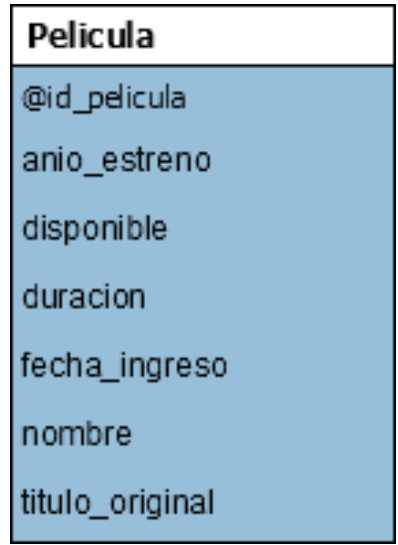 Pelicula
@id_pelicula
anio_estreno
disponible
duracion
fecha_ingreso
nombre
titulo_original